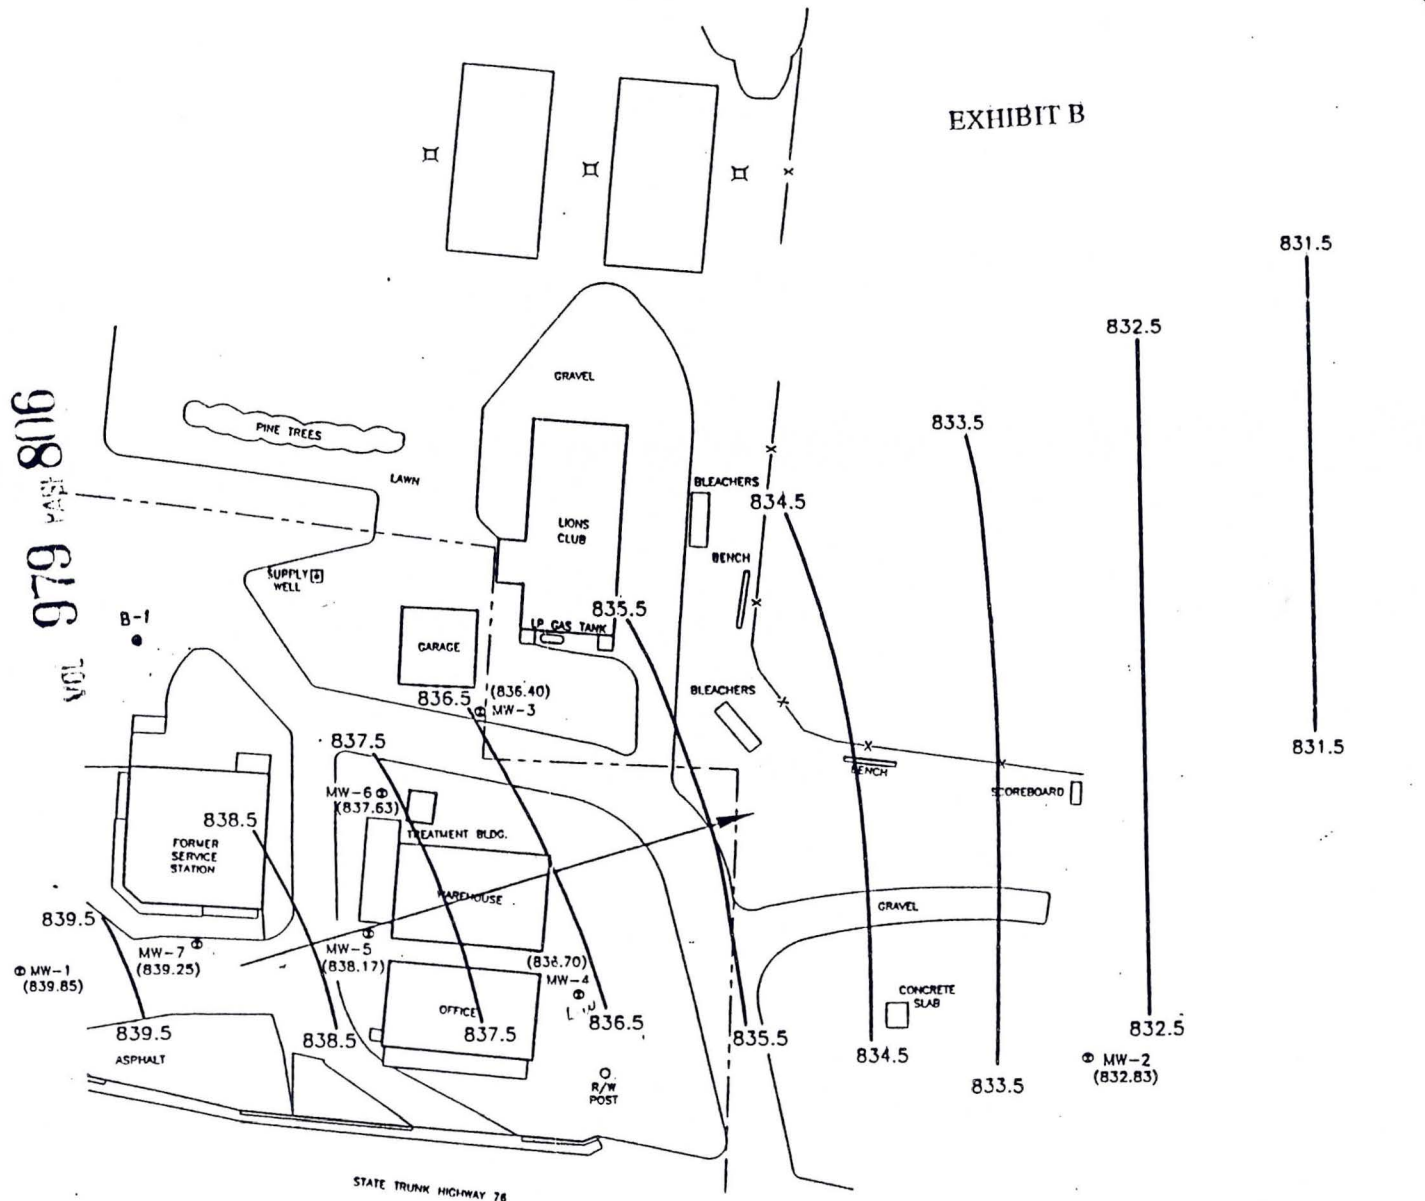 EXHIBIT B
831.5
832.5
GRAVEL
833.5
PINE TREES
LAWN
BLEACHERS
834.5
LIONS
CLUB
BENCH
SUPPLY
WELL
VOL 979 PAGE 806
B-1
835.5
LP GAS TANK
GARAGE
836.5
(836.40)
MW-3
BLEACHERS
837.5
831.5
BENCH
MW-6
(837.63)
SCOREBOARD
838.5
TREATMENT BLDG.
FORMER
SERVICE
STATION
WAREHOUSE
GRAVEL
839.5
MW-7
(839.25)
MW-5
(838.17)
(836.70)
MW-4
MW-1
(839.85)
CONCRETE
SLAB
OFFICE
839.5
838.5
837.5
836.5
835.5
834.5
832.5
ASPHALT
MW-2
(832.83)
833.5
R/W
POST
STATE TRUNK HIGHWAY 76